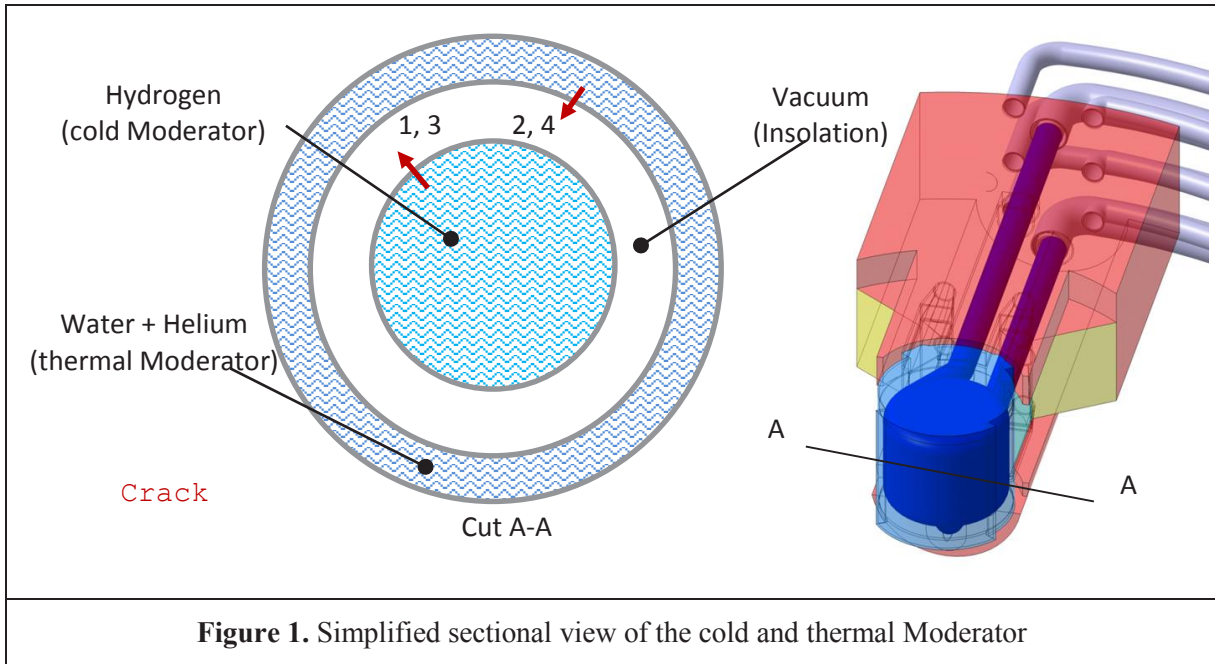 Hydrogen
(cold Moderator)
1, 3
2, 4
Vacuum
(Insolation)
Water + Helium
(thermal Moderator)
Crack
Cut A-A
A
A
Figure 1. Simplified sectional view of the cold and thermal Moderator